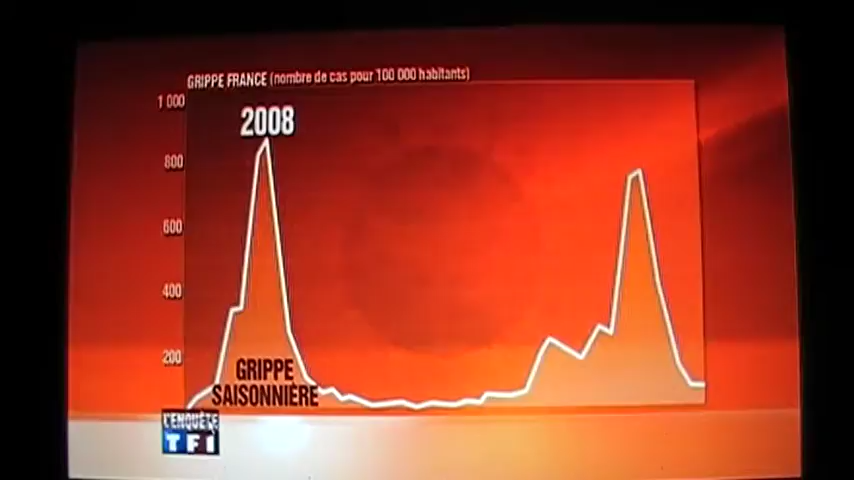 GRIPPE FRANCE (nombre de cas pour 100 000 habitants)
1 000
2008
800
600
400
200
GRIPPE
SAISONNIÈRE
L'ENQUÊTE
TF1